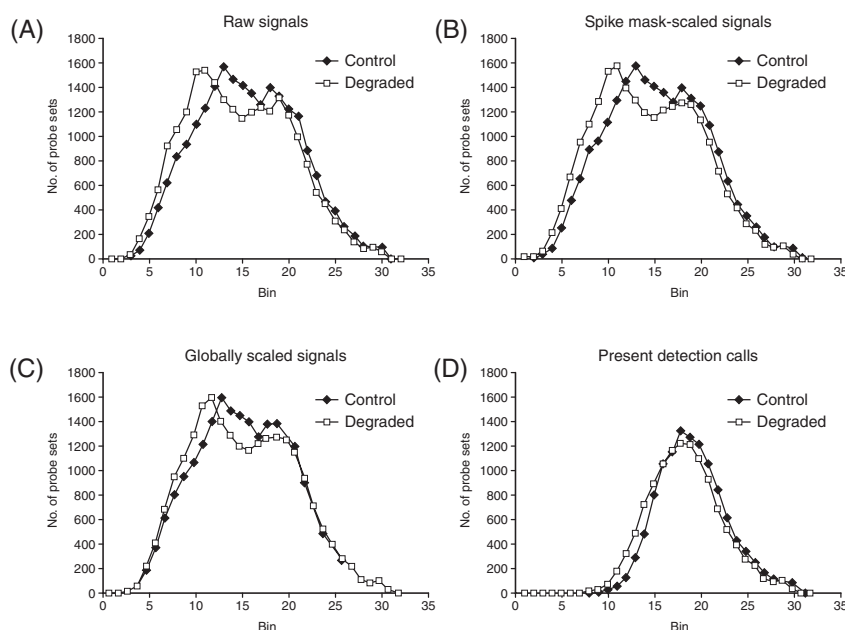 (A)
Raw signals
No. of probe sets
1800
1600
1400
1200
1000
800
600
400
200
0
0 5 10 15 20 25 30 35
Bin
Control
Degraded
(B)
Spike mask-scaled signals
No. of probe sets
1800
1600
1400
1200
1000
800
600
400
200
0
0 5 10 15 20 25 30 35
Bin
Control
Degraded
(C)
Globally scaled signals
No. of probe sets
1800
1600
1400
1200
1000
800
600
400
200
0
0 5 10 15 20 25 30 35
Bin
Control
Degraded
(D)
Present detection calls
No. of probe sets
1800
1600
1400
1200
1000
800
600
400
200
0
0 5 10 15 20 25 30 35
Bin
Control
Degraded